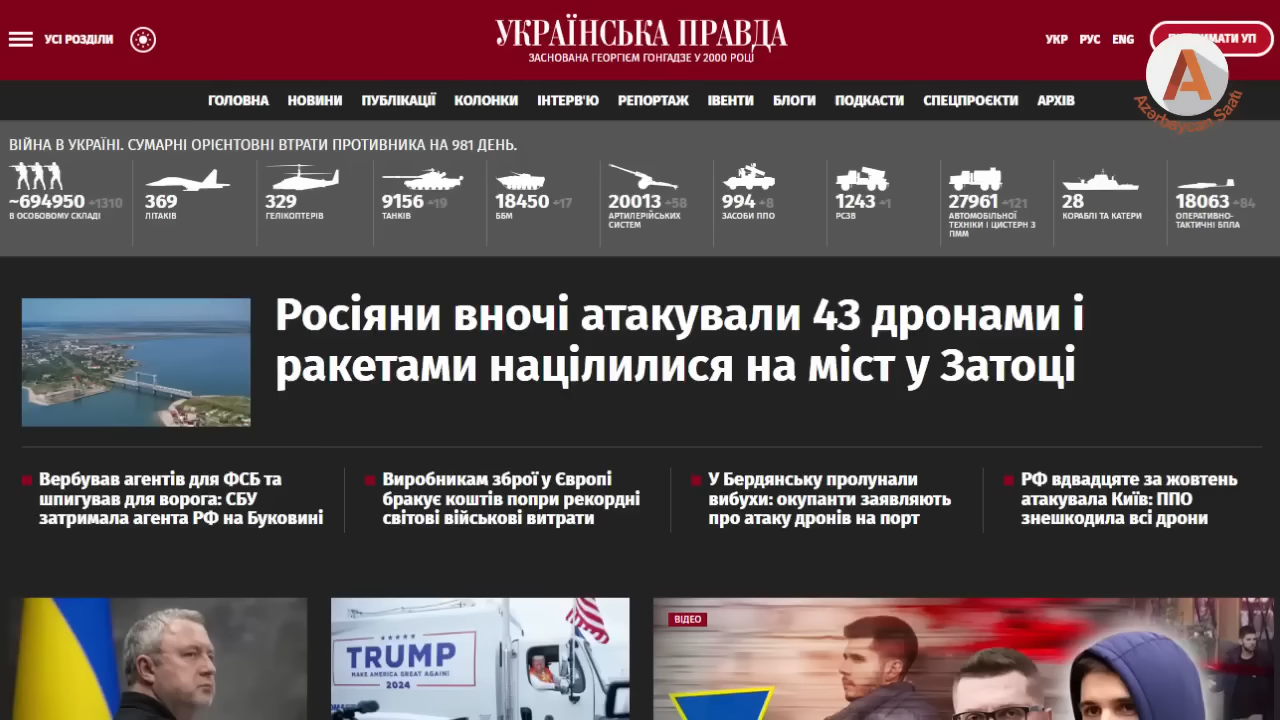 УСІ РОЗДІЛИ
УКРАЇНСЬКА ПРАВДА
ЗАСНОВАНА ГЕОРГІЄМ ГОНГАДЗЕ У 2000 РОЦІ
УКР РУС ENG
Azərbaycan Saatı
ГОЛОВНА НОВИНИ ПУБЛІКАЦІЇ КОЛОНКИ ІНТЕРВ'Ю РЕПОРТАЖ ІВЕНТИ БЛОГИ ПОДКАСТИ СПЕЦПРОЄКТИ АРХІВ
ВІЙНА В УКРАЇНІ. СУМАРНІ ОРІЄНТОВНІ ВТРАТИ ПРОТИВНИКА НА 981 ДЕНЬ.
~694950 +1310
В ОСОБОВОМУ СКЛАДІ
369
ЛІТАКІВ
329
ГЕЛІКОПТЕРІВ
9156 +19
ТАНКІВ
18450 +17
ББМ
20013 +58
АРТИЛЕРІЙСЬКИХ
СИСТЕМ
994 +8
ЗАСОБИ ППО
1243 +1
РСЗВ
27961 +121
АВТОМОБІЛЬНОЇ
ТЕХНІКИ І ЦИСТЕРН З
ПММ
28
КОРАБЛІ ТА КАТЕРИ
18063 +84
ОПЕРАТИВНО-
ТАКТИЧНІ БПЛА
Росіяни вночі атакували 43 дронами і
ракетами націлилися на міст у Затоці
Вербував агентів для ФСБ та
шпигував для ворога: СБУ
затримала агента РФ на Буковині
Виробникам зброї у Європі
бракує коштів попри рекордні
світові військові витрати
У Бердянську пролунали
вибухи: окупанти заявляють
про атаку дронів на порт
РФ вдвадцяте за жовтень
атакувала Київ: ППО
знешкодила всі дрони
TRUMP
MAKE AMERICA GREAT AGAIN!
2024
ВІДЕО